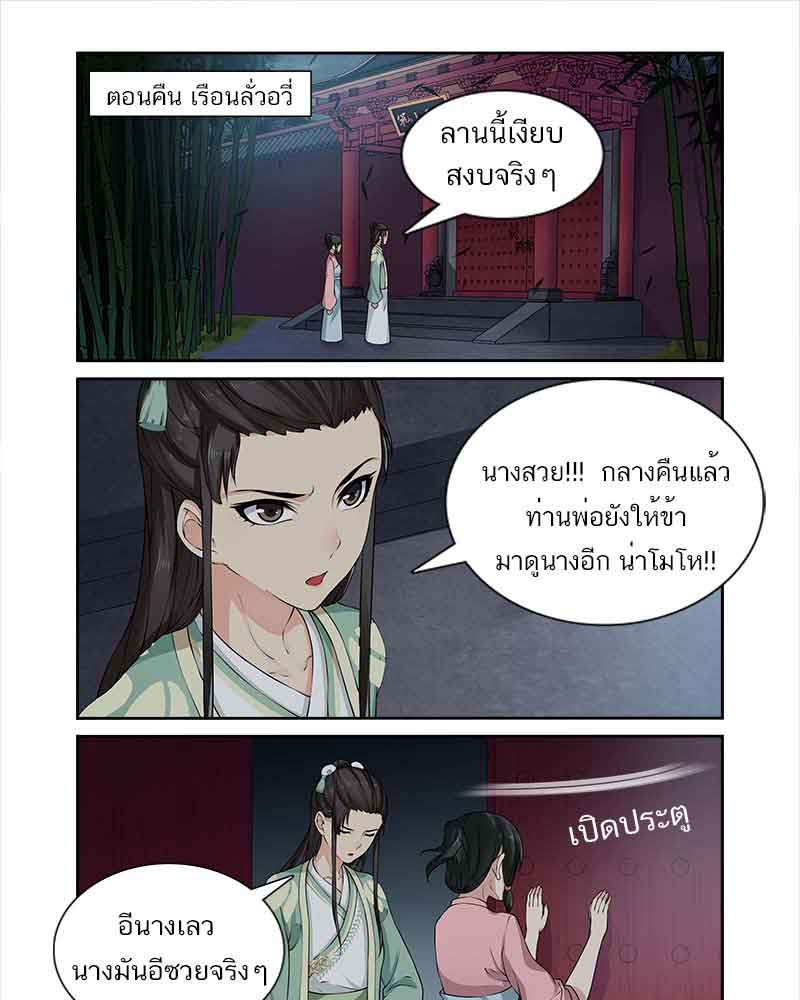 ตอนคืน เรือนลั่วอวี่
ลานนี้เงียบ
สงบจริงๆ
นางสวย!!! กลางคืนแล้ว
ท่านพ่อยังให้ข้า
มาดูนางอีก น่าโมโห!!
เปิดประตู
อีนางเลว
นางมันอีซวยจริงๆ